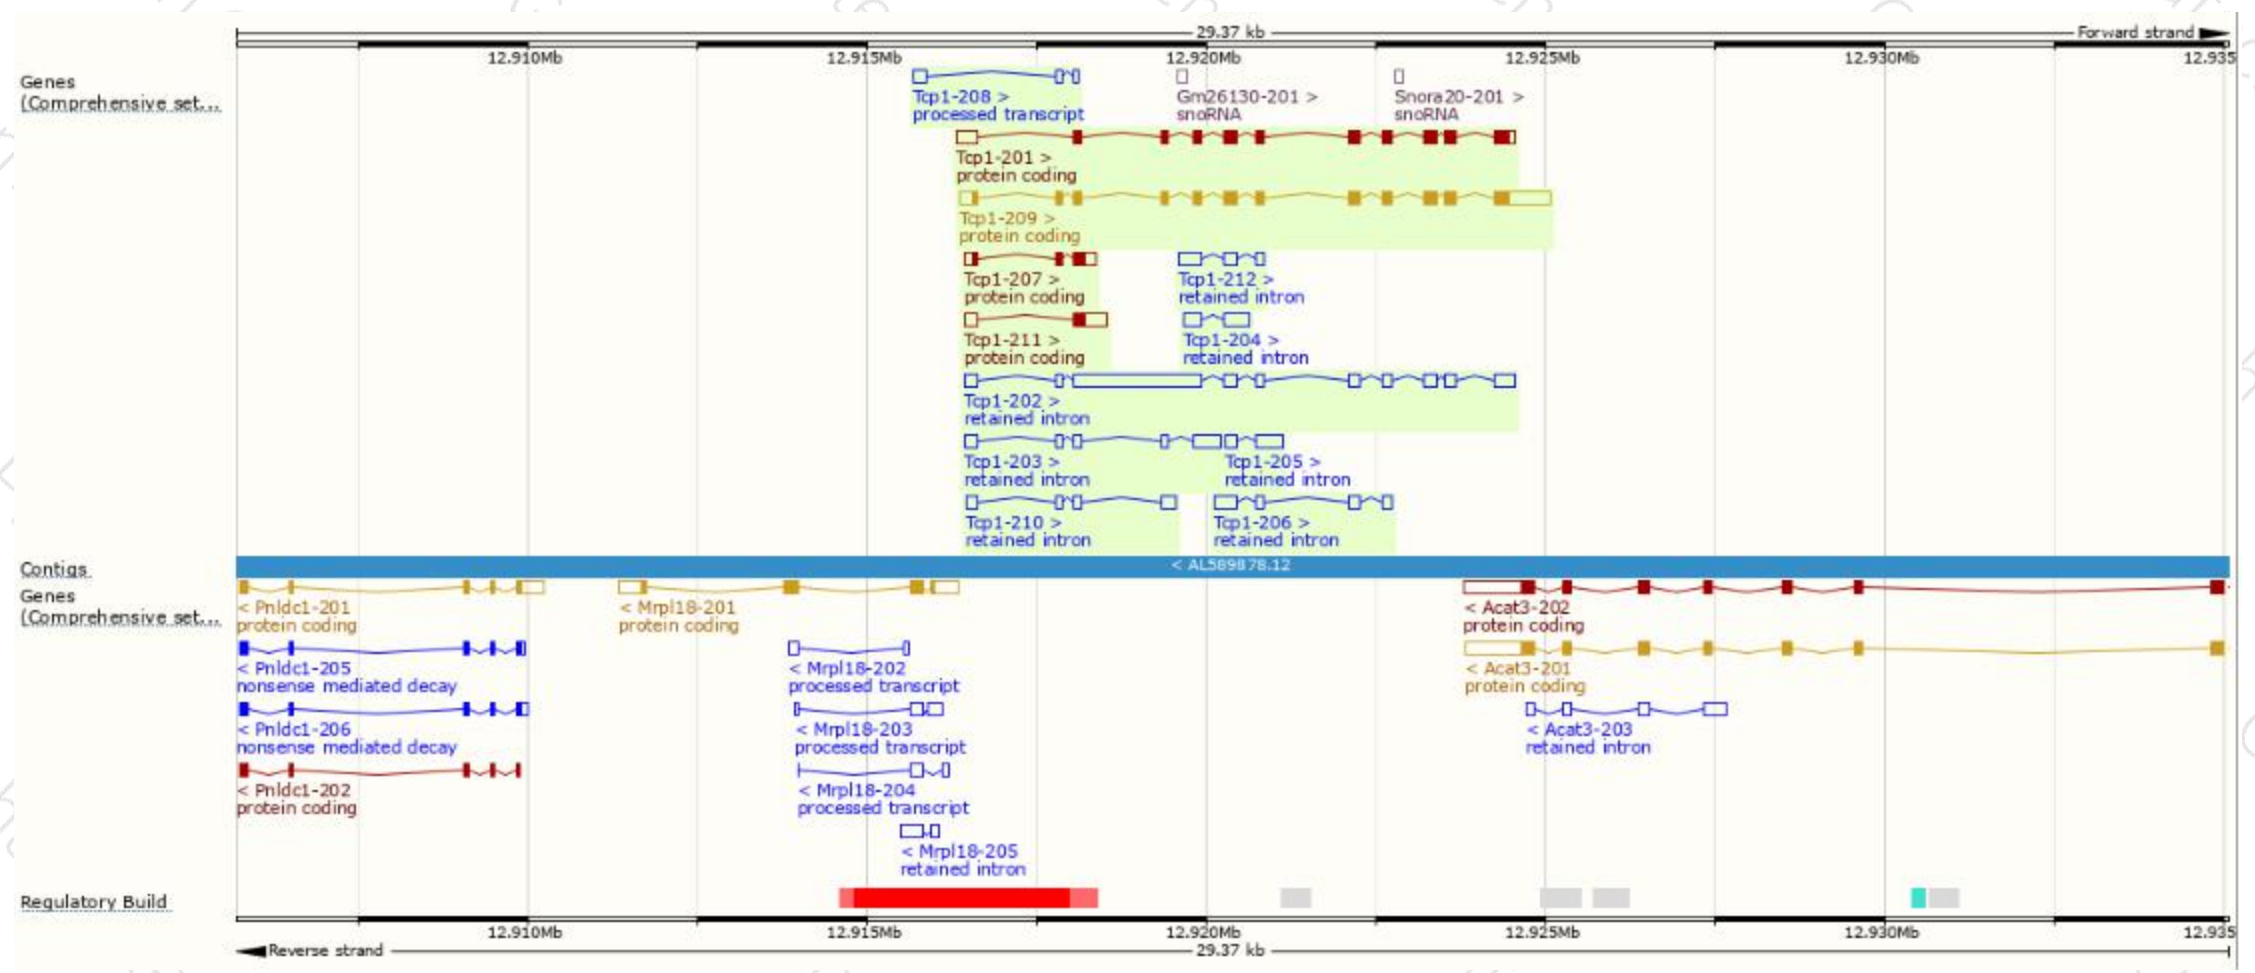 29.37 kb
Forward strand
12.910Mb 12.915Mb 12.920Mb 12.925Mb 12.930Mb 12.935
Genes
(Comprehensive set...
Tcp1-208 >
processed transcript
Gm26130-201 >
snoRNA
Snora20-201 >
snoRNA
Tcp1-201 >
protein coding
Tcp1-209 >
protein coding
Tcp1-207 >
protein coding
Tcp1-212 >
retained intron
Tcp1-211 >
protein coding
Tcp1-204 >
retained intron
Tcp1-202 >
retained intron
Tcp1-203 >
retained intron
Tcp1-205 >
retained intron
Tcp1-210 >
retained intron
Tcp1-206 >
retained intron
Contigs
< AL589878.12
Genes
(Comprehensive set...
< Pnldc1-201
protein coding
< Mrpl18-201
protein coding
< Acat3-202
protein coding
< Pnldc1-205
nonsense mediated decay
< Mrpl18-202
processed transcript
< Acat3-201
protein coding
< Pnldc1-206
nonsense mediated decay
< Mrpl18-203
processed transcript
< Acat3-203
retained intron
< Pnldc1-202
protein coding
< Mrpl18-204
processed transcript
< Mrpl18-205
retained intron
Regulatory Build
12.910Mb 12.915Mb 12.920Mb 12.925Mb 12.930Mb 12.935
Reverse strand
29.37 kb